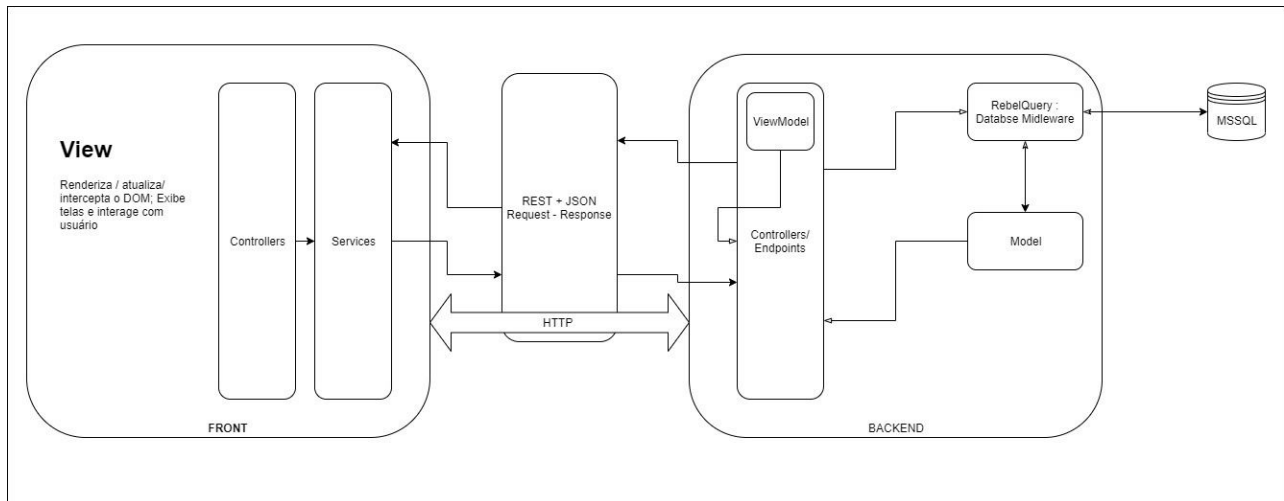 View
Renderiza / atualiza/
intercepta o DOM; Exibe
telas e interage com
usuário
Controllers
Services
FRONT
REST + JSON
Request - Response
HTTP
ViewModel
Controllers/
Endpoints
RebelQuery :
Databse Midleware
Model
BACKEND
MSSQL